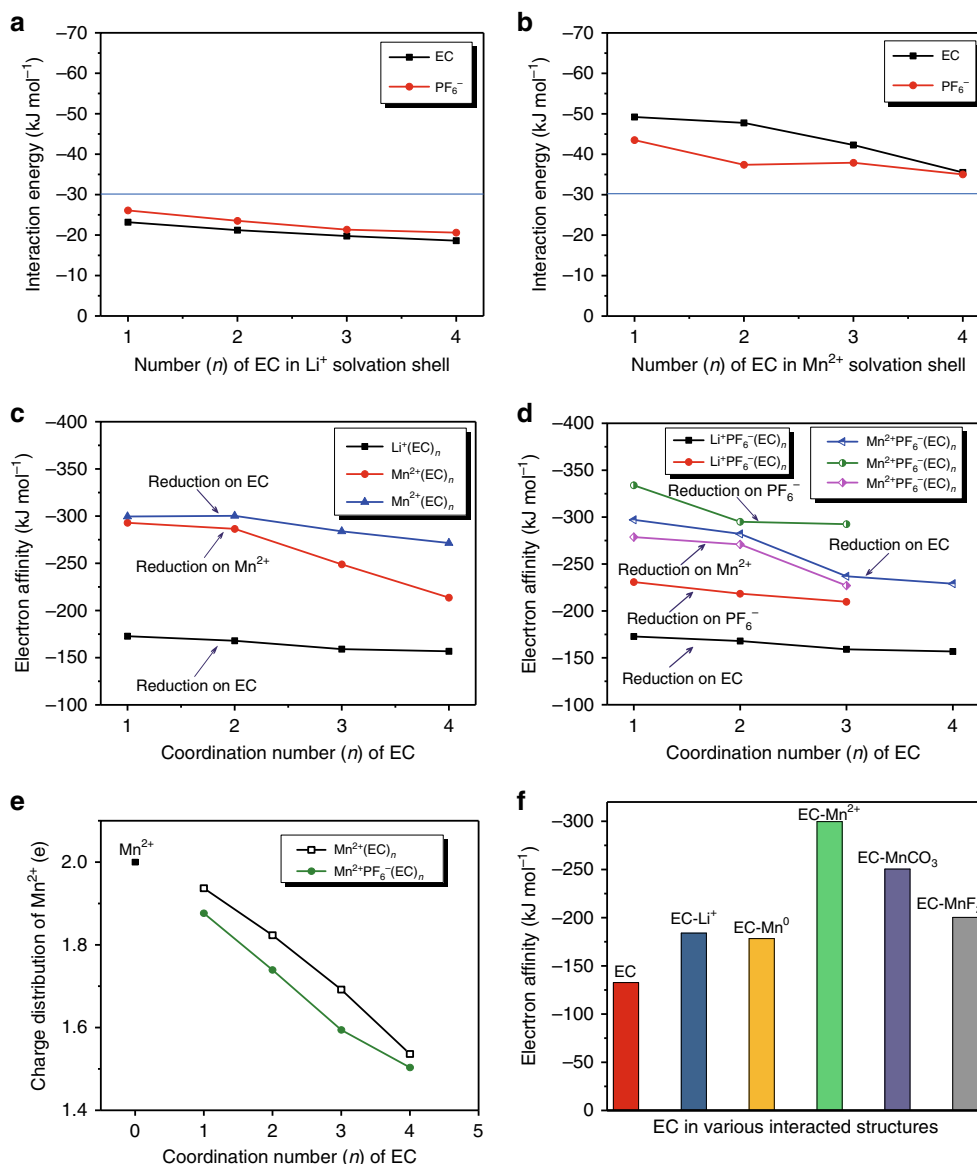 a
−70
−60
−50
−40
−30
−20
−10
0
Interaction energy (kJ mol⁻¹)
EC
PF₆⁻
1 2 3 4
Number (n) of EC in Li⁺ solvation shell
b
−70
−60
−50
−40
−30
−20
−10
0
Interaction energy (kJ mol⁻¹)
EC
PF₆⁻
1 2 3 4
Number (n) of EC in Mn²⁺ solvation shell
c
−400
−350
−300
−250
−200
−150
−100
Elecrtron affinity (kJ mol⁻¹)
Li⁺(EC)ₙ
Mn²⁺(EC)ₙ
Mn²⁺(EC)ₙ
Reduction on EC
Reduction on Mn²⁺
Reduction on EC
1 2 3 4
Coordination number (n) of EC
d
−400
−350
−300
−250
−200
−150
−100
Elecrtron affinity (kJ mol⁻¹)
Li⁺PF₆⁻(EC)ₙ
Li⁺PF₆⁻(EC)ₙ
Mn²⁺PF₆⁻(EC)ₙ
Mn²⁺PF₆⁻(EC)ₙ
Mn²⁺PF₆⁻(EC)ₙ
Reduction on PF₆⁻
Reduction on EC
Reduction on Mn²⁺
Reduction on PF₆⁻
Reduction on EC
1 2 3 4
Coordination number (n) of EC
e
2.0
1.8
1.6
1.4
Charge distribution of Mn²⁺ (e)
Mn²⁺
Mn²⁺(EC)ₙ
Mn²⁺PF₆⁻(EC)ₙ
0 1 2 3 4 5
Coordination number (n) of EC
f
−300
−250
−200
−150
−100
−50
0
Elecrtron affinity (kJ mol⁻¹)
EC
EC-Li⁺
EC-Mn⁰
EC-Mn²⁺
EC-MnCO₃
EC in various interacted structures